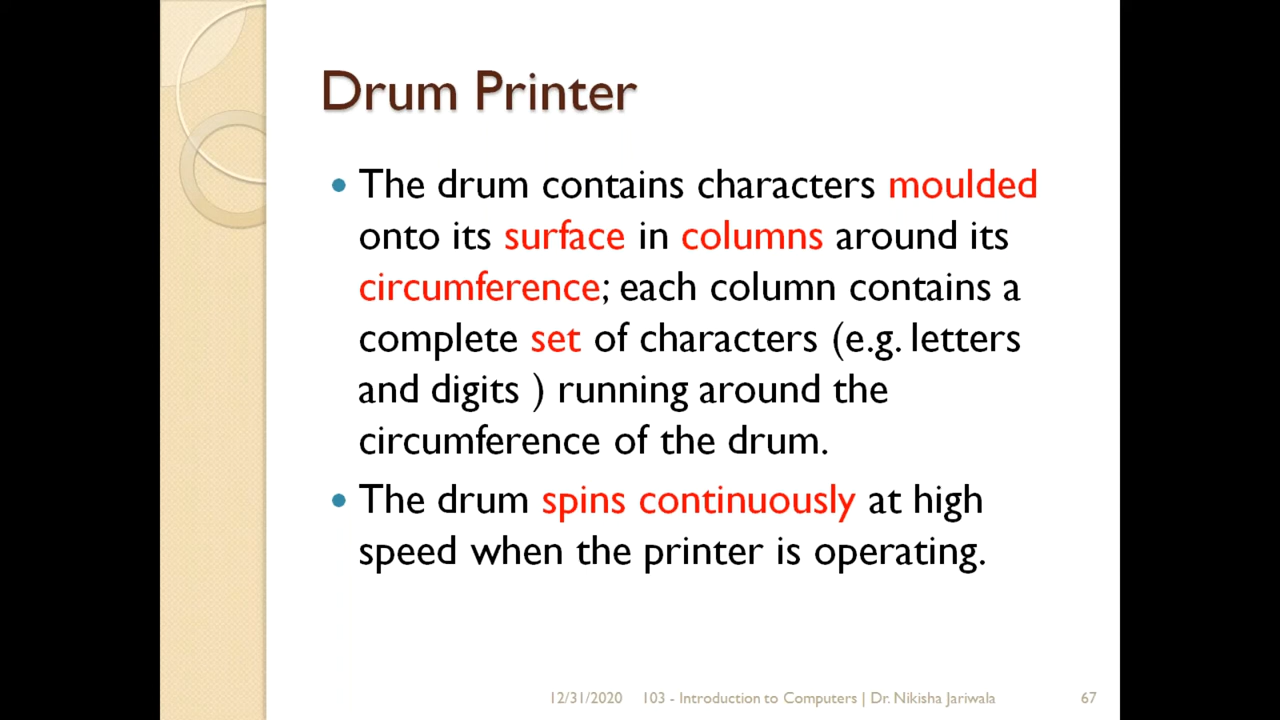 Drum Printer
The drum contains characters moulded
onto its surface in columns around its
circumference; each column contains a
complete set of characters (e.g. letters
and digits ) running around the
circumference of the drum.
The drum spins continuously at high
speed when the printer is operating.
12/31/2020 103 - Introduction to Computers | Dr. Nikisha Jariwala 67